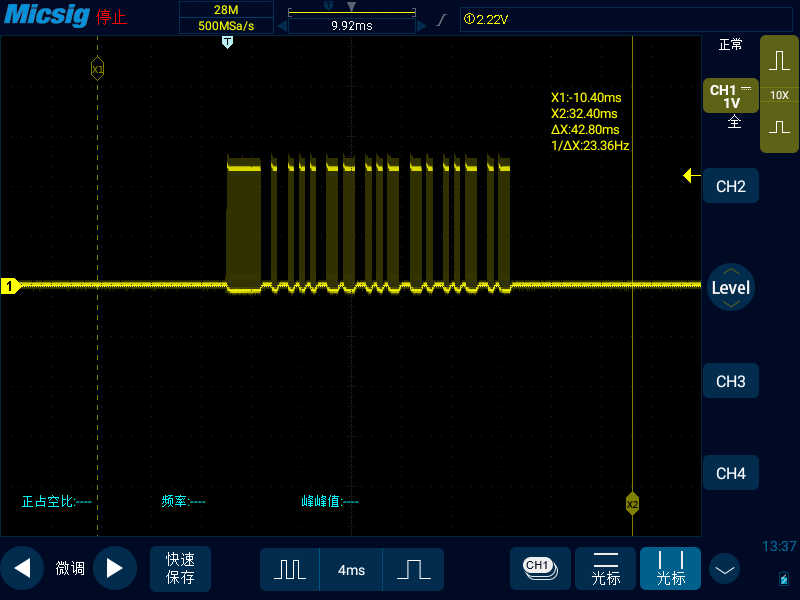 Micsig 停止
28M
500MSa/s
9.92ms
①2.22V
T
正常
X1
X1:-10.40ms
X2:32.40ms
ΔX:42.80ms
1/ΔX:23.36Hz
CH1
1V
10X
全
CH2
1
Level
CH3
CH4
正占空比:----
频率:----
峰峰值:----
X2
13:37
微调
快速
保存
4ms
CH1
光标
光标